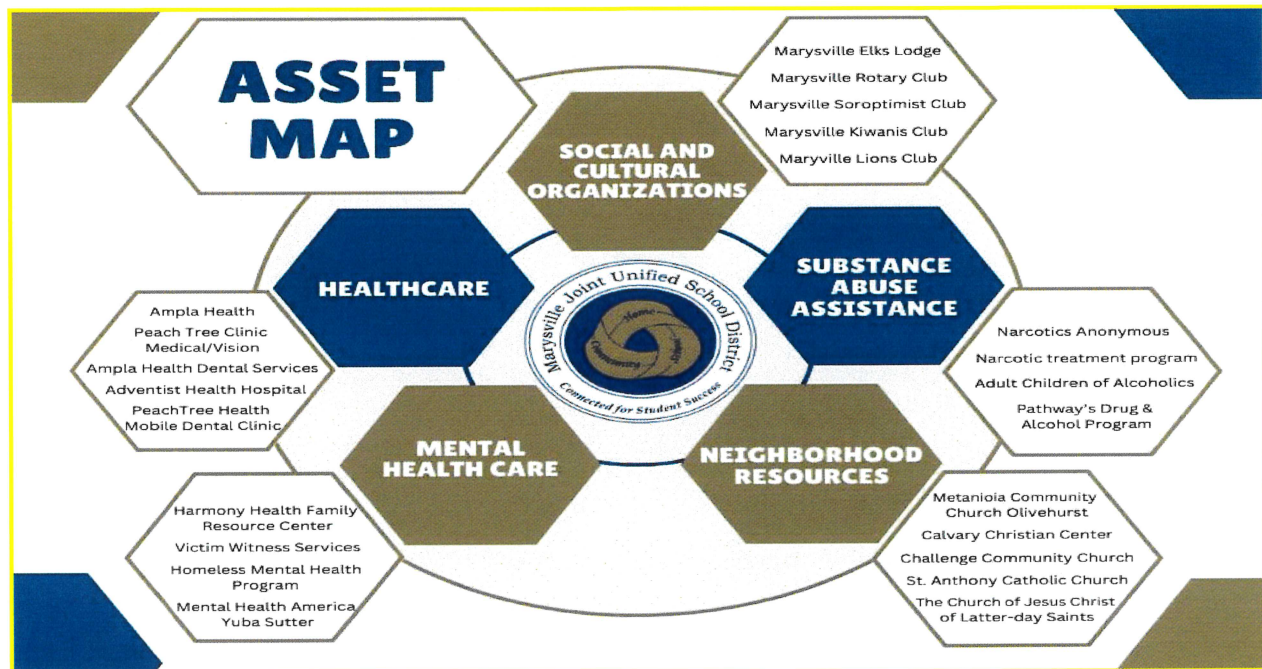 ASSET
MAP
SOCIAL AND
CULTURAL
ORGANIZATIONS
Marysville Elks Lodge
Marysville Rotary Club
Marysville Soroptimist Club
Marysville Kiwanis Club
Maryville Lions Club
HEALTHCARE
Ampla Health
Peach Tree Clinic
Medical/Vision
Ampla Health Dental Services
Adventist Health Hospital
PeachTree Health
Mobile Dental Clinic
SUBSTANCE
ABUSE
ASSISTANCE
Narcotics Anonymous
Narcotic treatment program
Adult Children of Alcoholics
Pathway's Drug &
Alcohol Program
Marysville Joint Unified School District
Home
Community
School
Connected for Student Success
MENTAL
HEALTH CARE
Harmony Health Family
Resource Center
Victim Witness Services
Homeless Mental Health
Program
Mental Health America
Yuba Sutter
NEIGHBORHOOD
RESOURCES
Metanioia Community
Church Olivehurst
Calvary Christian Center
Challenge Community Church
St. Anthony Catholic Church
The Church of Jesus Christ
of Latter-day Saints